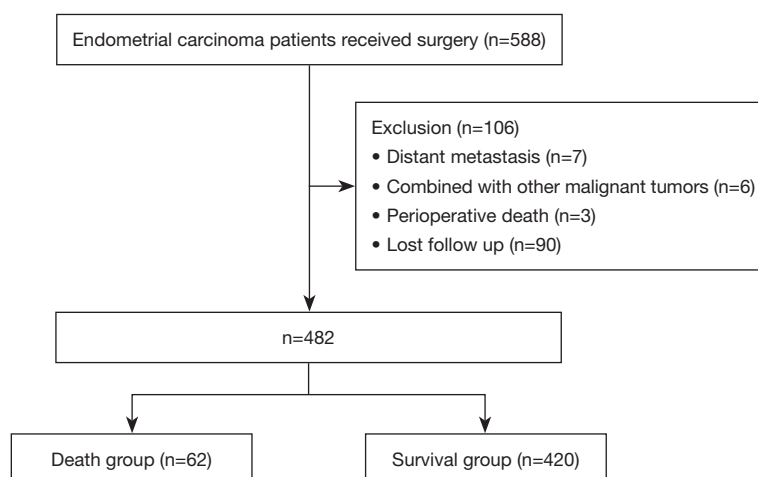 Endometrial carcinoma patients received surgery (n=588)
Exclusion (n=106)
• Distant metastasis (n=7)
• Combined with other malignant tumors (n=6)
• Perioperative death (n=3)
• Lost follow up (n=90)
n=482
Death group (n=62)
Survival group (n=420)